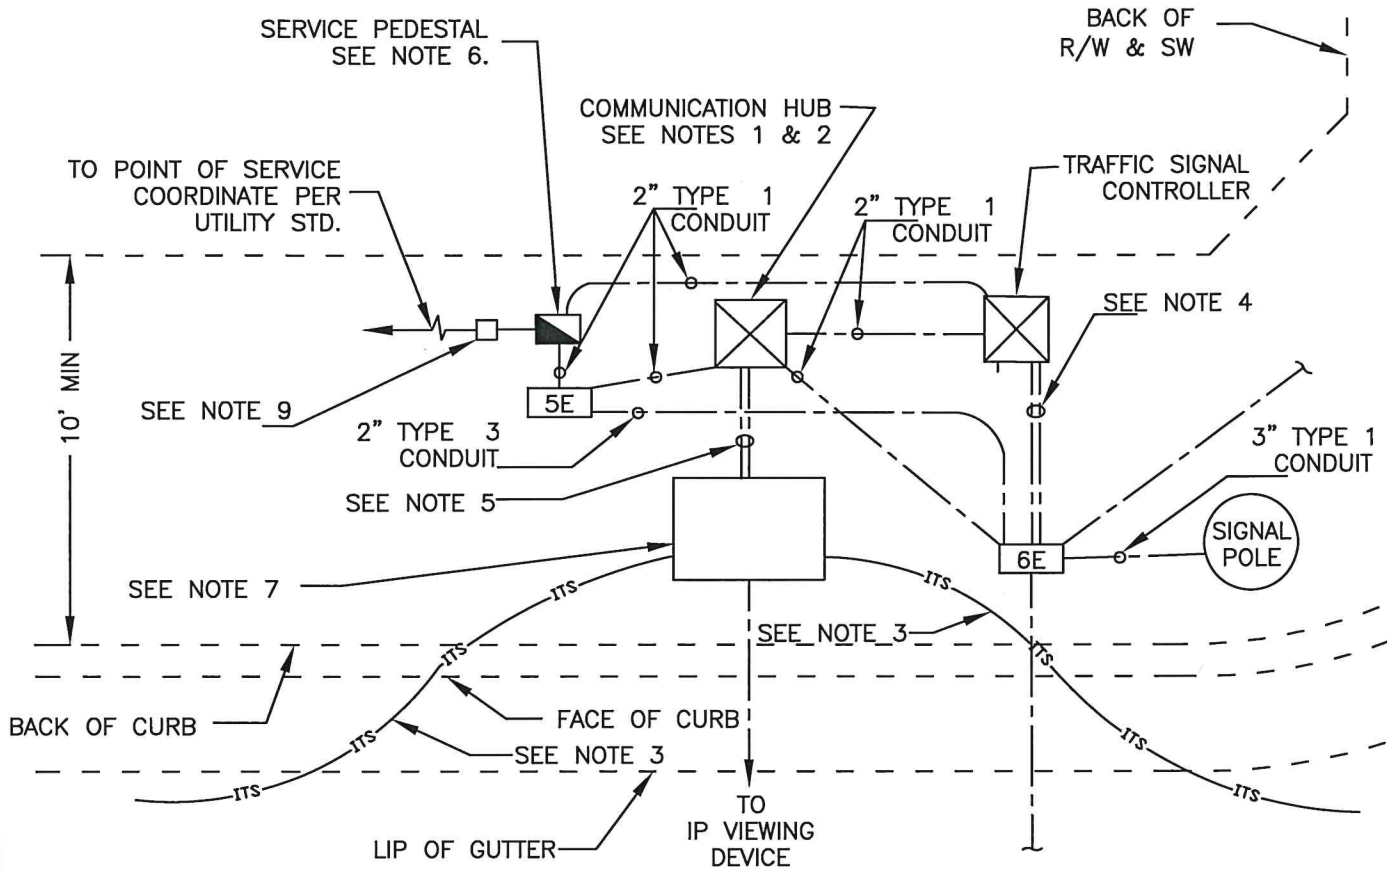 SERVICE PEDESTAL
SEE NOTE 6.
BACK OF
R/W & SW
COMMUNICATION HUB
SEE NOTES 1 & 2
TO POINT OF SERVICE
COORDINATE PER
UTILITY STD.
2" TYPE 1
CONDUIT
2" TYPE 1
CONDUIT
TRAFFIC SIGNAL
CONTROLLER
SEE NOTE 4
10' MIN
SEE NOTE 9
5E
2" TYPE 3
CONDUIT
3" TYPE 1
CONDUIT
SEE NOTE 5
SIGNAL
POLE
6E
SEE NOTE 7
ITS
ITS
SEE NOTE 3
ITS
ITS
BACK OF CURB
FACE OF CURB
ITS
ITS
SEE NOTE 3
ITS
ITS
TO
IP VIEWING
DEVICE
LIP OF GUTTER